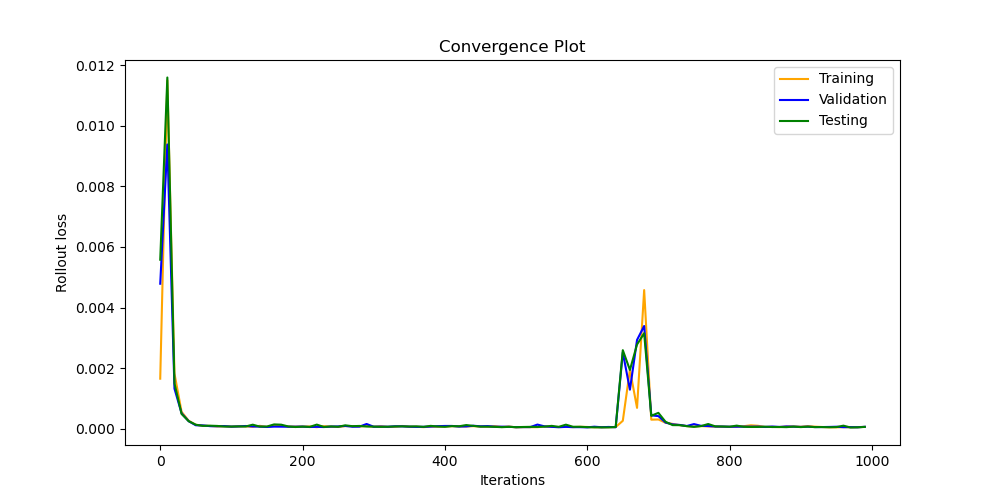 Convergence Plot
0.012
0.010
0.008
0.006
0.004
0.002
0.000
Rollout loss
Training
Validation
Testing
0
200
400
600
800
1000
Iterations